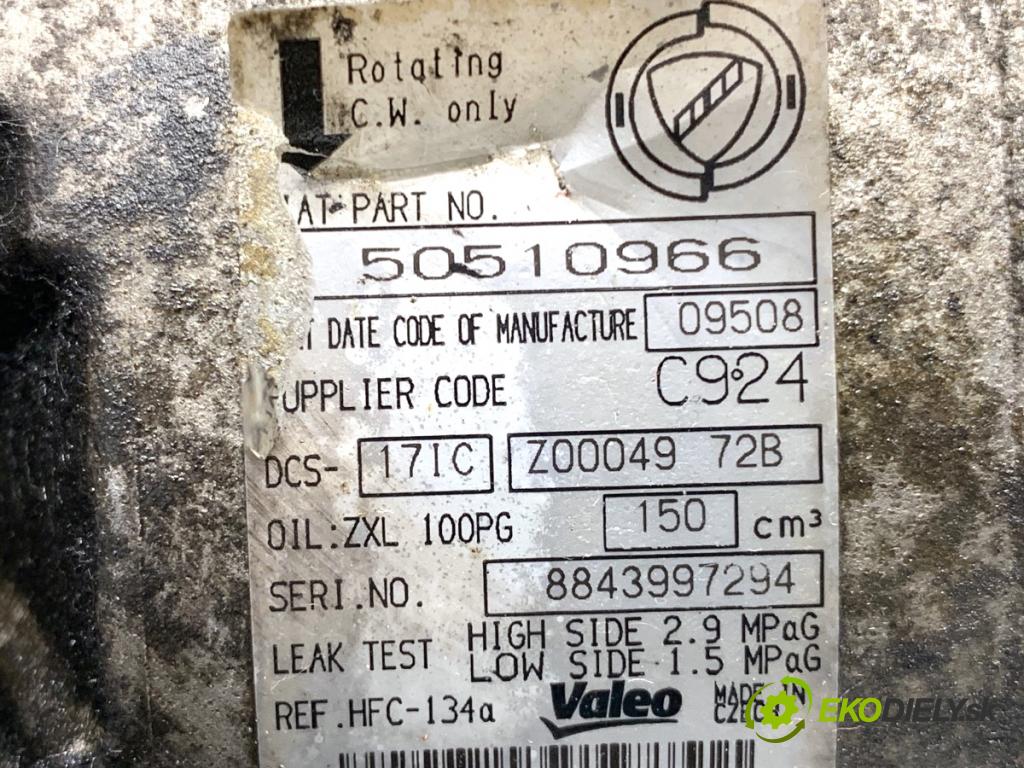 Rotating
C.W. only
PART NO.
50510966
DATE CODE OF MANUFACTURE 09508
SUPPLIER CODE C924
DCS- 17IC Z00049 72B
OIL:ZXL 100PG 150 cm³
SERI.NO. 8843997294
LEAK TEST HIGH SIDE 2.9 MPaG
LOW SIDE 1.5 MPaG
REF.HFC-134a Valeo MADE IN
CZECH
EKODIELY.sk